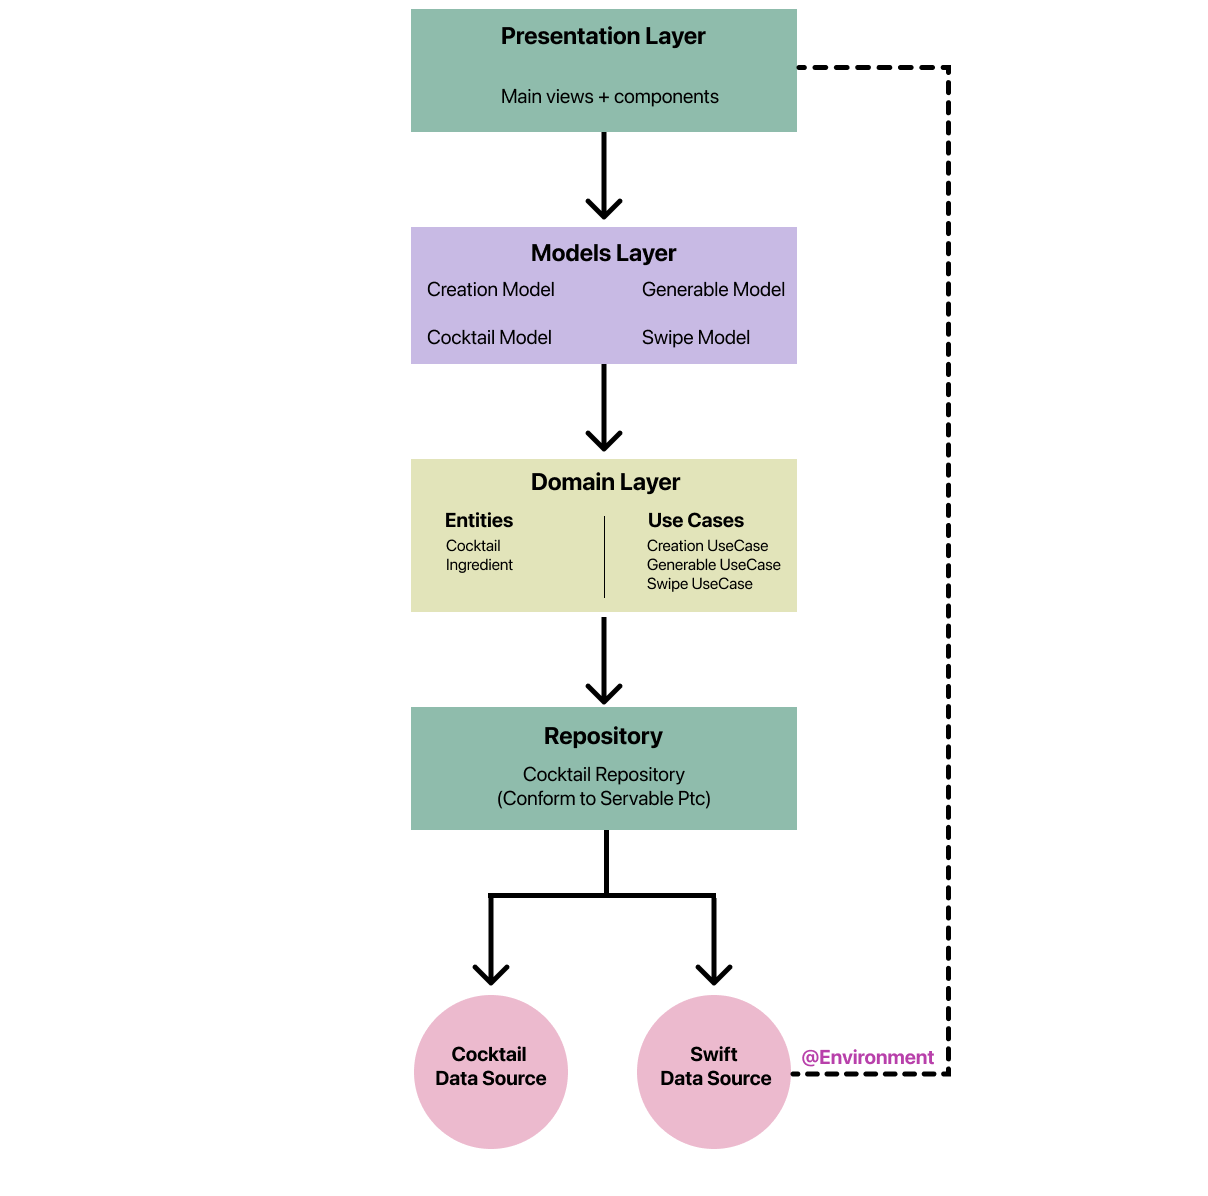 Presentation Layer
Main views + components
Models Layer
Creation Model
Generable Model
Cocktail Model
Swipe Model
Domain Layer
Entities
Cocktail
Ingredient
Use Cases
Creation UseCase
Generable UseCase
Swipe UseCase
Repository
Cocktail Repository
(Conform to Servable Ptc)
Cocktail
Data Source
Swift
Data Source
@Environment